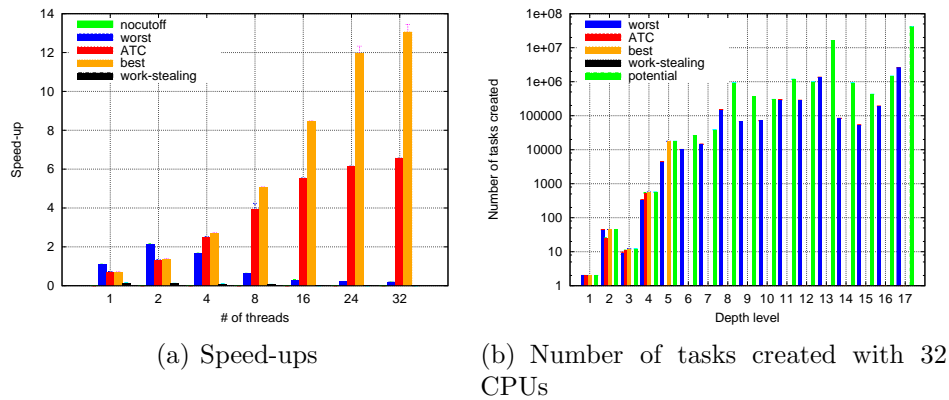 nocutoff
worst
ATC
best
work-stealing
Speed-up
14
12
10
8
6
4
2
0
1 2 4 8 16 24 32
# of threads
(a) Speed-ups
worst
ATC
best
work-stealing
potential
Number of tasks created
1e+08
1e+07
1e+06
100000
10000
1000
100
10
1
1 2 3 4 5 6 7 8 9 10 11 12 13 14 15 16 17
Depth level
(b) Number of tasks created with 32
CPUs